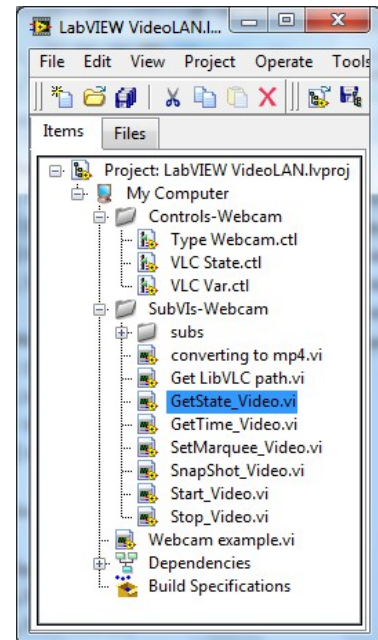 LabVIEW VideoLAN.l...
File Edit View Project Operate Tools
Items Files
Project: LabVIEW VideoLAN.lvproj
My Computer
Controls-Webcam
Type Webcam.ctl
VLC State.ctl
VLC Var.ctl
SubVIs-Webcam
subs
converting to mp4.vi
Get LibVLC path.vi
GetState_Video.vi
GetTime_Video.vi
SetMarquee_Video.vi
SnapShot_Video.vi
Start_Video.vi
Stop_Video.vi
Webcam example.vi
Dependencies
Build Specifications